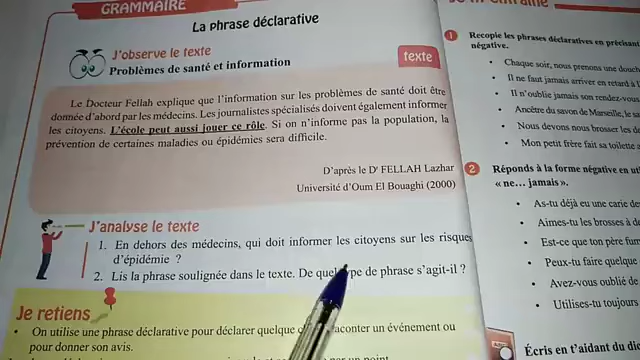 GRAMMAIRE
La phrase déclarative
J'observe le texte
Problèmes de santé et information
texte
Le Docteur Fellah explique que l'information sur les problèmes de santé doit être
donnée d'abord par les médecins. Les journalistes spécialisés doivent également informer
les citoyens. L'école peut aussi jouer ce rôle. Si on n'informe pas la population, la
prévention de certaines maladies ou épidémies sera difficile.
D'après le Dr FELLAH Lazhar
Université d'Oum El Bouaghi (2000)
J'analyse le texte
1. En dehors des médecins, qui doit informer les citoyens sur les risques
d'épidémie ?
2. Lis la phrase soulignée dans le texte. De quel type de phrase s'agit-il ?
Je retiens
• On utilise une phrase déclarative pour déclarer quelque raconter un événement ou
pour donner son avis.
par un point
1 Recopie les phrases déclaratives en précisant
négative.
• Chaque soir, nous prenons une douch
• Il ne faut jamais arriver en retard à l
• Il n'oublie jamais son rendez-vous
• Ancêtre du savon de Marseille, le sa
• Nous devons nous brosser les d
• Mon petit frère fait sa toilette a
2 Réponds à la forme négative en ut
« ne… jamais ».
• As-tu déjà eu une carie de
• Aimes-tu les brosses à d
• Est-ce que ton père fum
• Peux-tu faire quelque
• Avez-vous oublié de
• Utilises-tu toujours
Écris en t'aidant du die